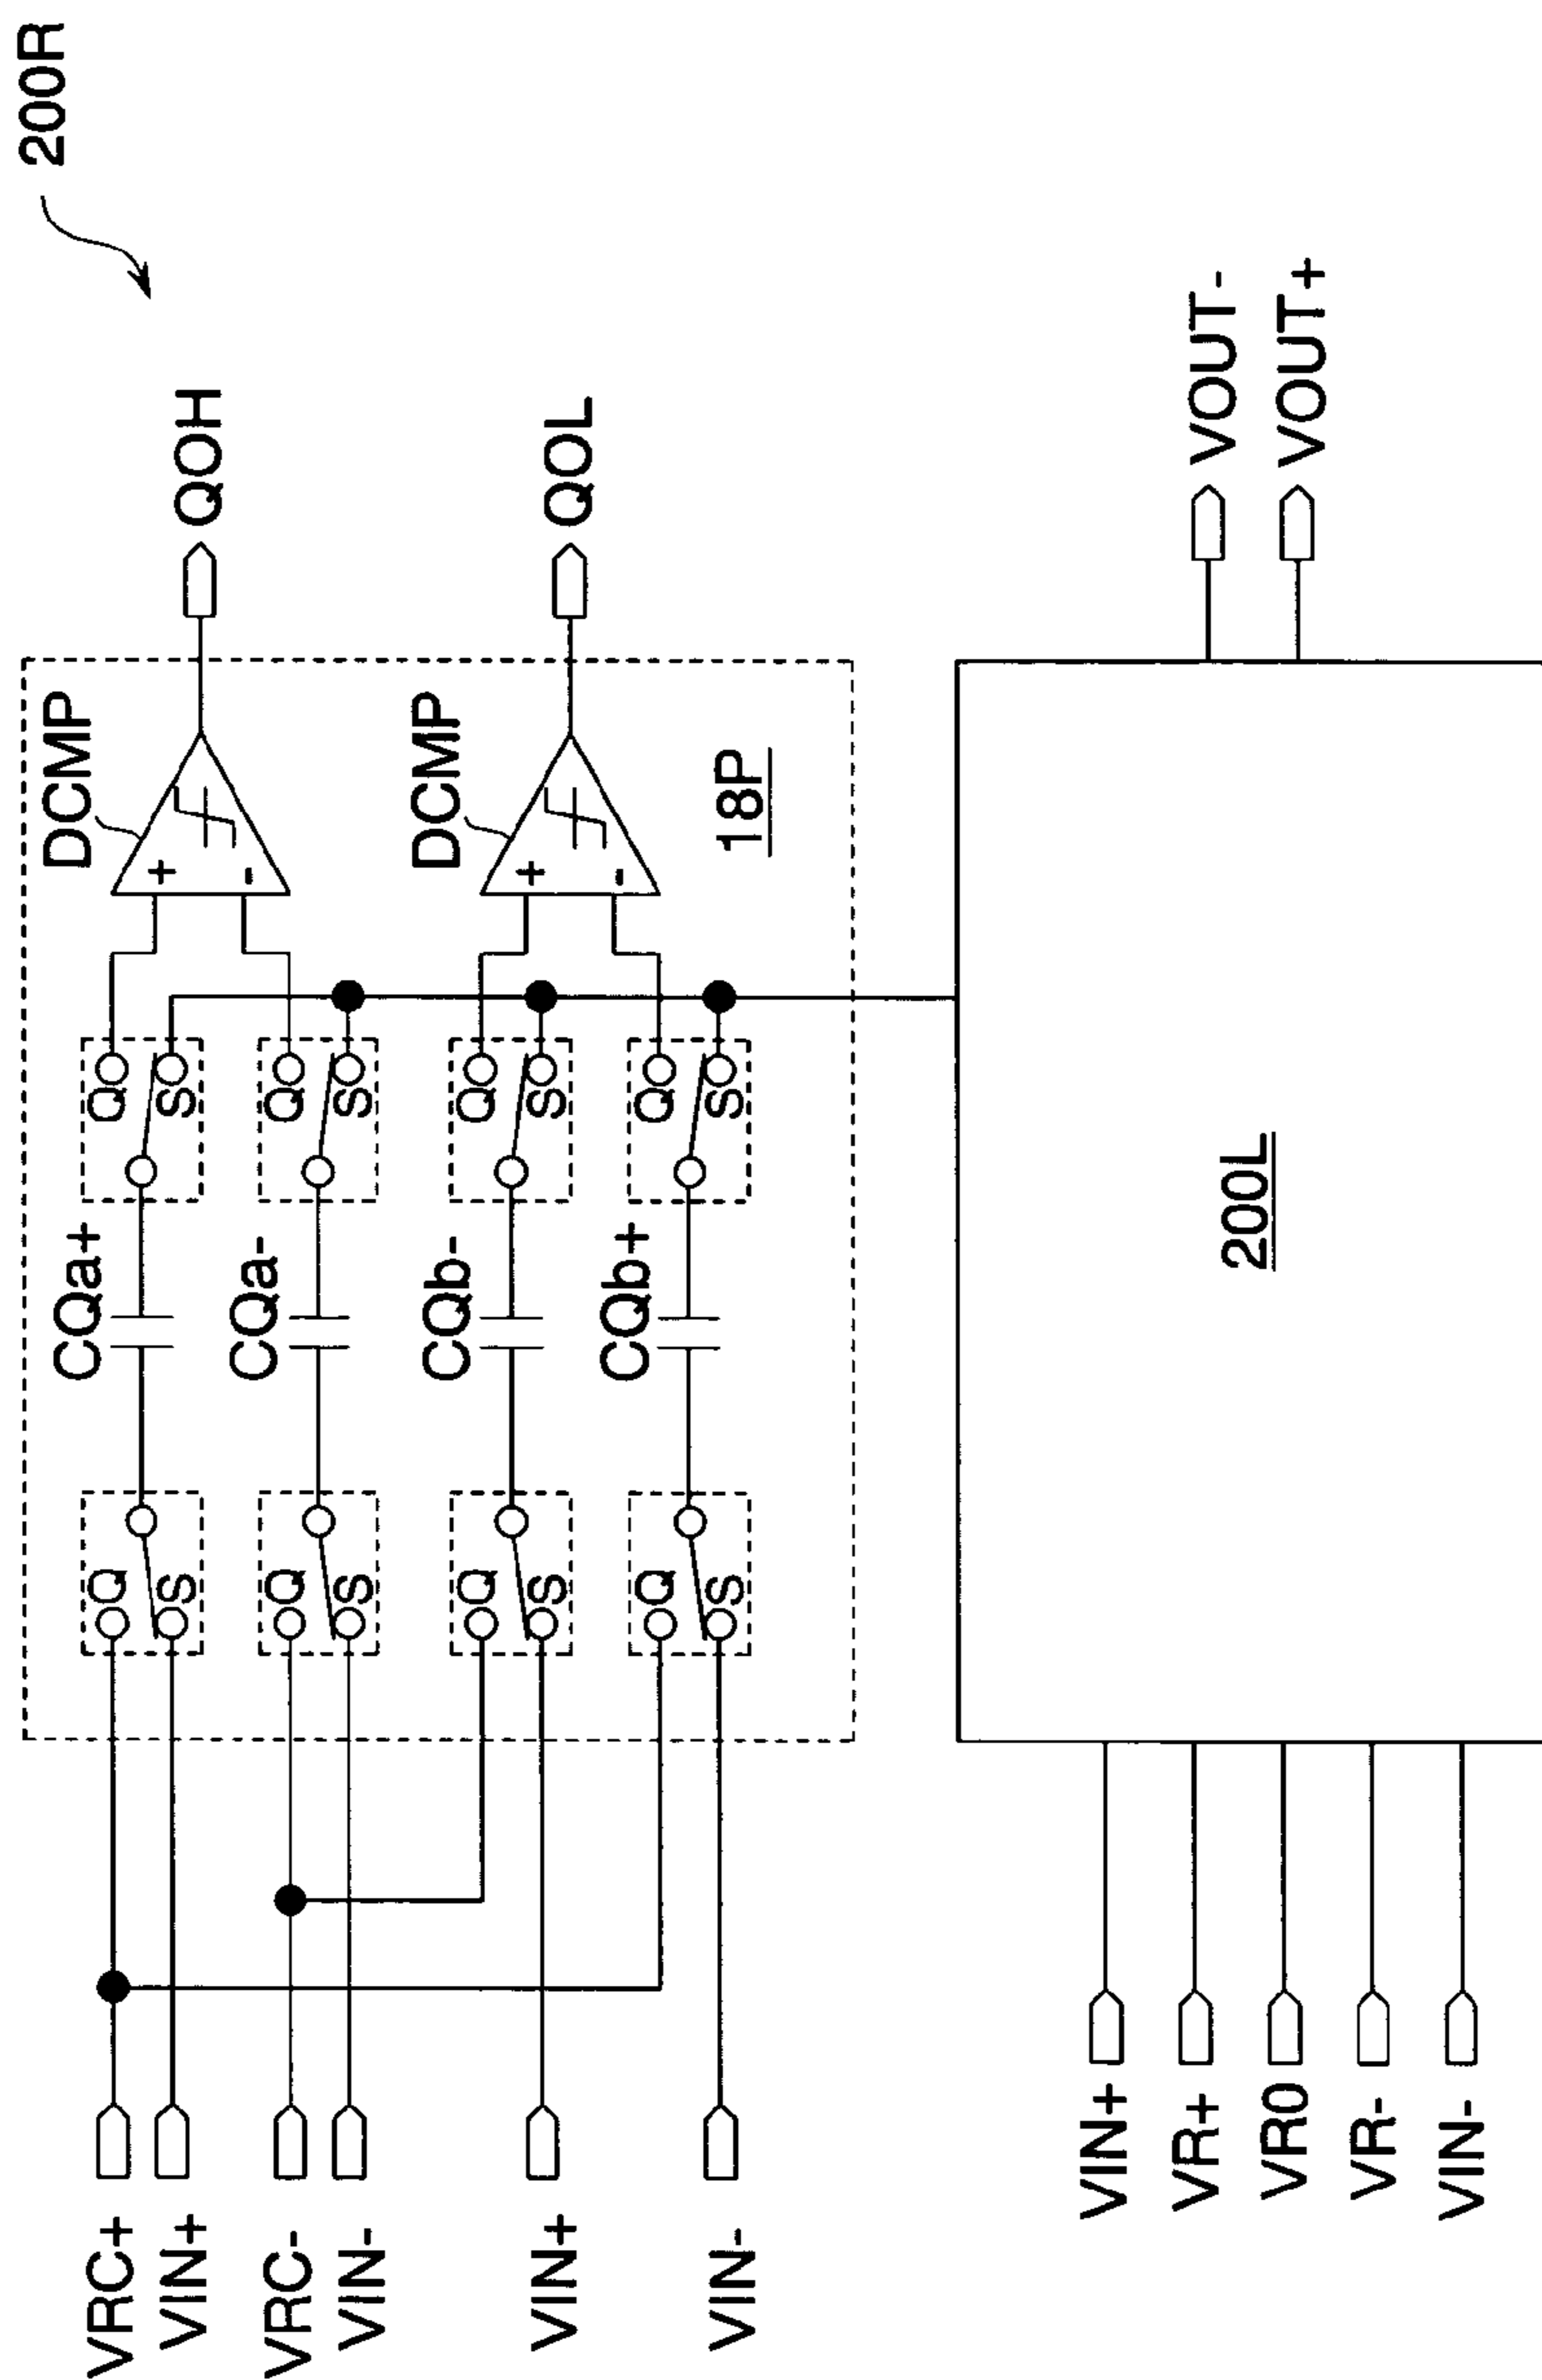 200R
VRC+
VIN+
VRC-
VIN-
VIN+
VIN-
Q
S
Q
S
Q
S
Q
S
CQa+
CQa-
CQb-
CQb+
Q
S
Q
S
Q
S
Q
S
DCMP
+
-
DCMP
+
-
18P
QOH
QOL
VIN+
VR+
VR0
VR-
VIN-
200L
VOUT-
VOUT+